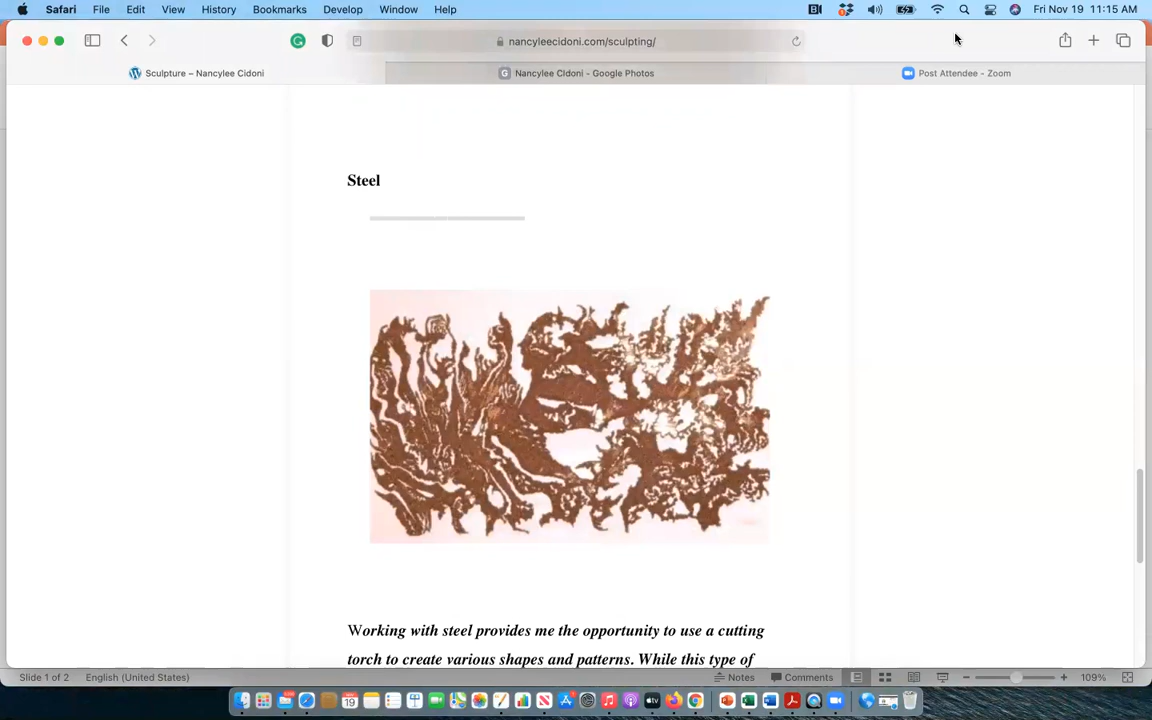 Safari File Edit View History Bookmarks Develop Window Help Fri Nov 19 11:15 AM
nancyleecidoni.com/sculpting/
Sculpture – Nancylee Cidoni Nancylee CIdoni - Google Photos Post Attendee - Zoom
Steel
Working with steel provides me the opportunity to use a cutting
torch to create various shapes and patterns. While this type of
Slide 1 of 2 English (United States) Notes Comments 109%